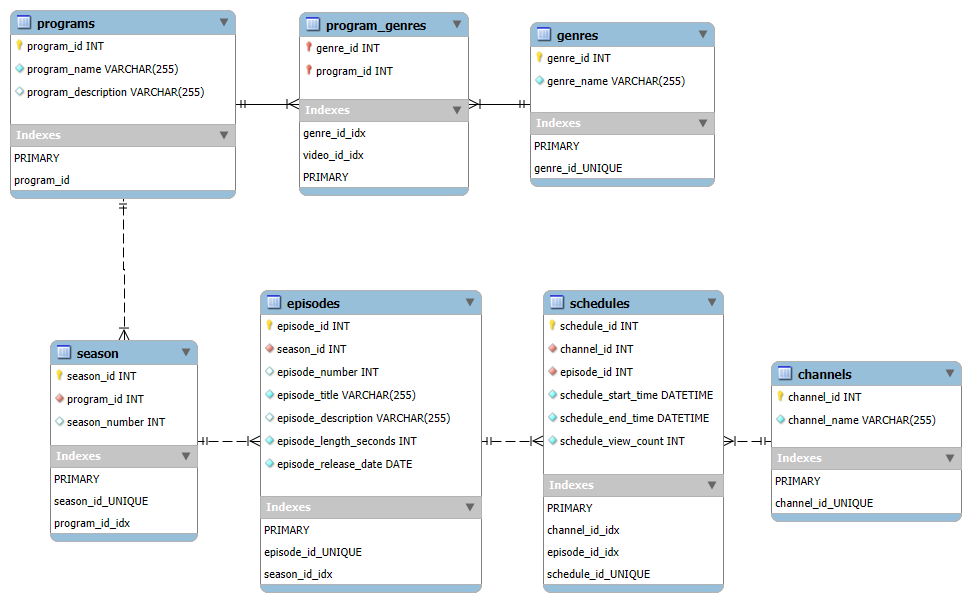 programs
program_id INT
program_name VARCHAR(255)
program_description VARCHAR(255)
Indexes
PRIMARY
program_id
program_genres
genre_id INT
program_id INT
Indexes
genre_id_idx
video_id_idx
PRIMARY
genres
genre_id INT
genre_name VARCHAR(255)
Indexes
PRIMARY
genre_id_UNIQUE
season
season_id INT
program_id INT
season_number INT
Indexes
PRIMARY
season_id_UNIQUE
program_id_idx
episodes
episode_id INT
season_id INT
episode_number INT
episode_title VARCHAR(255)
episode_description VARCHAR(255)
episode_length_seconds INT
episode_release_date DATE
Indexes
PRIMARY
episode_id_UNIQUE
season_id_idx
schedules
schedule_id INT
channel_id INT
episode_id INT
schedule_start_time DATETIME
schedule_end_time DATETIME
schedule_view_count INT
Indexes
PRIMARY
channel_id_idx
episode_id_idx
schedule_id_UNIQUE
channels
channel_id INT
channel_name VARCHAR(255)
Indexes
PRIMARY
channel_id_UNIQUE